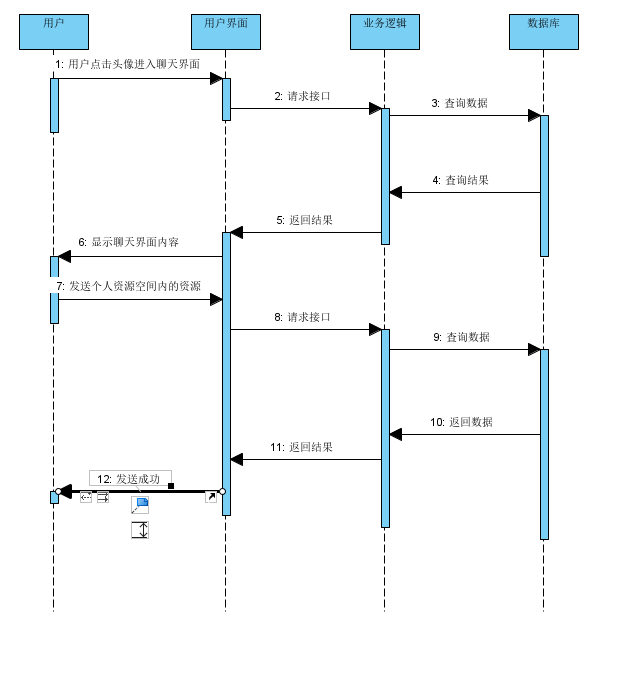 用户
用户界面
业务逻辑
数据库
1: 用户点击头像进入聊天界面
2: 请求接口
3: 查询数据
4: 查询结果
5: 返回结果
6: 显示聊天界面内容
7: 发送个人资源空间内的资源
8: 请求接口
9: 查询数据
10: 返回数据
11: 返回结果
12: 发送成功